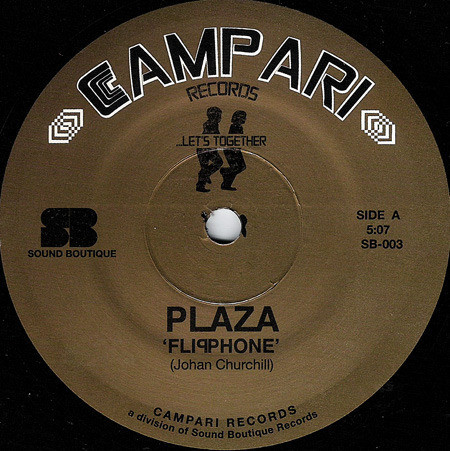 CAMPARI
RECORDS
...LET'S TOGETHER
SB
SOUND BOUTIQUE
SIDE A
5:07
SB-003
PLAZA
'FLIPPHONE'
(Johan Churchill)
CAMPARI RECORDS
a division of Sound Boutique Records